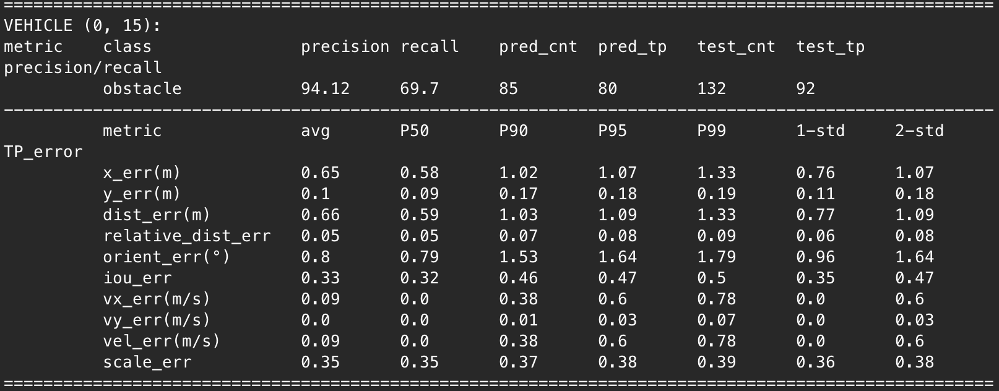 ====================================================================================================
VEHICLE (0, 15):
metric    class               precision recall    pred_cnt  pred_tp   test_cnt  test_tp
precision/recall
          obstacle            94.12     69.7      85        80        132       92
----------------------------------------------------------------------------------------------------
          metric              avg       P50       P90       P95       P99       1-std     2-std
TP_error
          x_err(m)            0.65      0.58      1.02      1.07      1.33      0.76      1.07
          y_err(m)            0.1       0.09      0.17      0.18      0.19      0.11      0.18
          dist_err(m)         0.66      0.59      1.03      1.09      1.33      0.77      1.09
          relative_dist_err   0.05      0.05      0.07      0.08      0.09      0.06      0.08
          orient_err(°)       0.8       0.79      1.53      1.64      1.79      0.96      1.64
          iou_err             0.33      0.32      0.46      0.47      0.5       0.35      0.47
          vx_err(m/s)         0.09      0.0       0.38      0.6       0.78      0.0       0.6
          vy_err(m/s)         0.0       0.0       0.01      0.03      0.07      0.0       0.03
          vel_err(m/s)        0.09      0.0       0.38      0.6       0.78      0.0       0.6
          scale_err           0.35      0.35      0.37      0.38      0.39      0.36      0.38
====================================================================================================